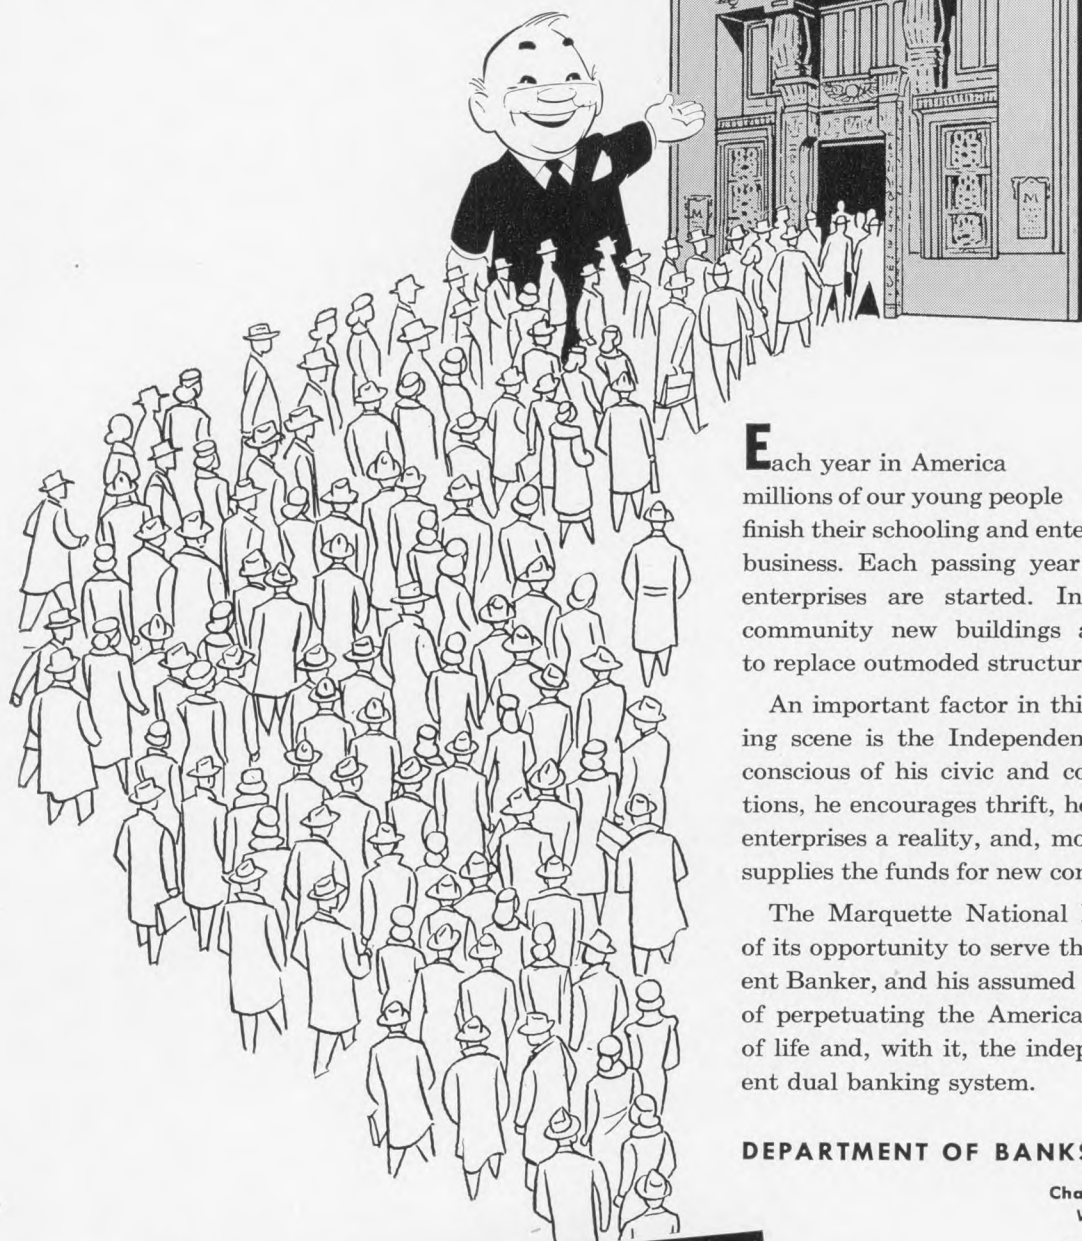 M
M
Each year in America
millions of our young people
finish their schooling and ente
business. Each passing year
enterprises are started. In
community new buildings a
to replace outmoded structur
An important factor in thi
ing scene is the Independen
conscious of his civic and co
tions, he encourages thrift, he
enterprises a reality, and, mo
supplies the funds for new con
The Marquette National
of its opportunity to serve th
ent Banker, and his assumed
of perpetuating the America
of life and, with it, the indep
ent dual banking system.
DEPARTMENT OF BANKS
Cha